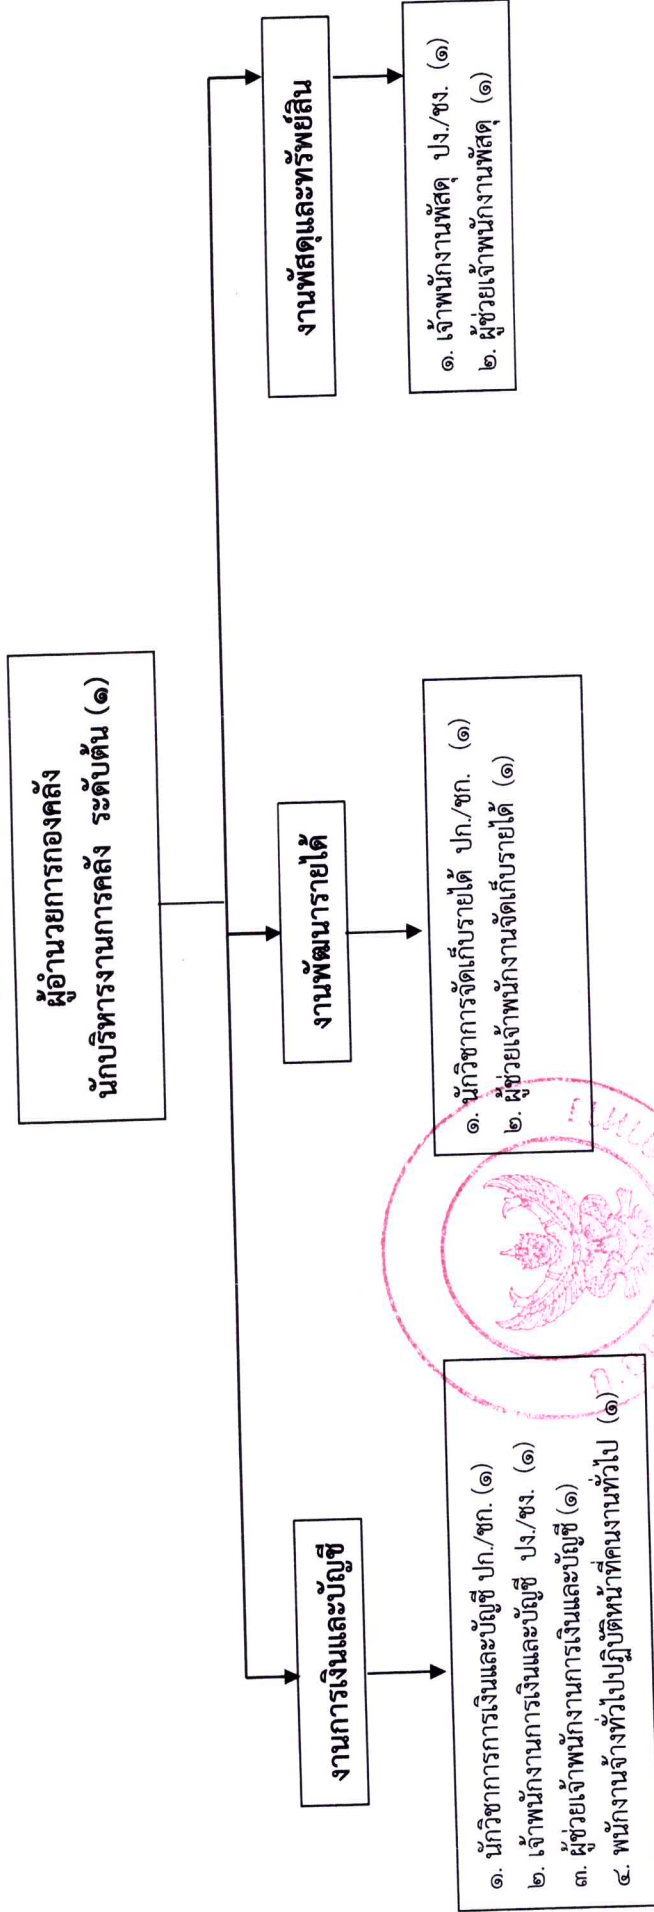 ผู้อำนวยการกองคลัง
นักบริหารงานการคลัง ระดับต้น (๑)
งานการเงินและบัญชี
งานพัฒนารายได้
งานพัสดุและทรัพย์สิน
๑. นักวิชาการการเงินและบัญชี ปก./ชก. (๑)
๒. เจ้าพนักงานการเงินและบัญชี ปง./ชง. (๑)
๓. ผู้ช่วยเจ้าพนักงานการเงินและบัญชี (๑)
๔. พนักงานจ้างทั่วไปปฏิบัติหน้าที่คนงานทั่วไป (๑)
๑. นักวิชาการจัดเก็บรายได้ ปก./ชก. (๑)
๒. ผู้ช่วยเจ้าพนักงานจัดเก็บรายได้ (๑)
๑. เจ้าพนักงานพัสดุ ปง./ชง. (๑)
๒. ผู้ช่วยเจ้าพนักงานพัสดุ (๑)